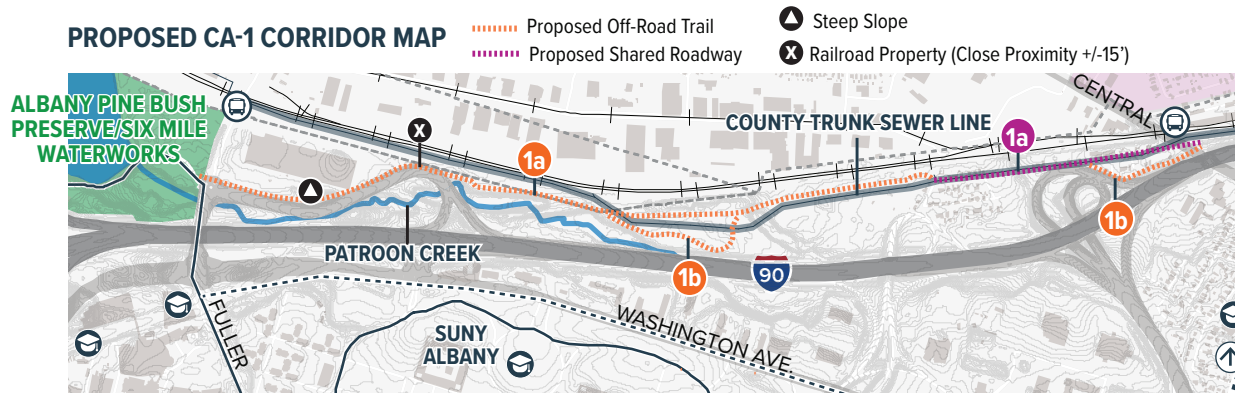 PROPOSED CA-1 CORRIDOR MAP
Proposed Off-Road Trail
Proposed Shared Roadway
Steep Slope
X Railroad Property (Close Proximity +/-15’)
ALBANY PINE BUSH
PRESERVE/SIX MILE
WATERWORKS
X
1a
COUNTY TRUNK SEWER LINE
1a
CENTRAL
PATROON CREEK
1b
90
1b
FULLER
SUNY
ALBANY
WASHINGTON AVE.